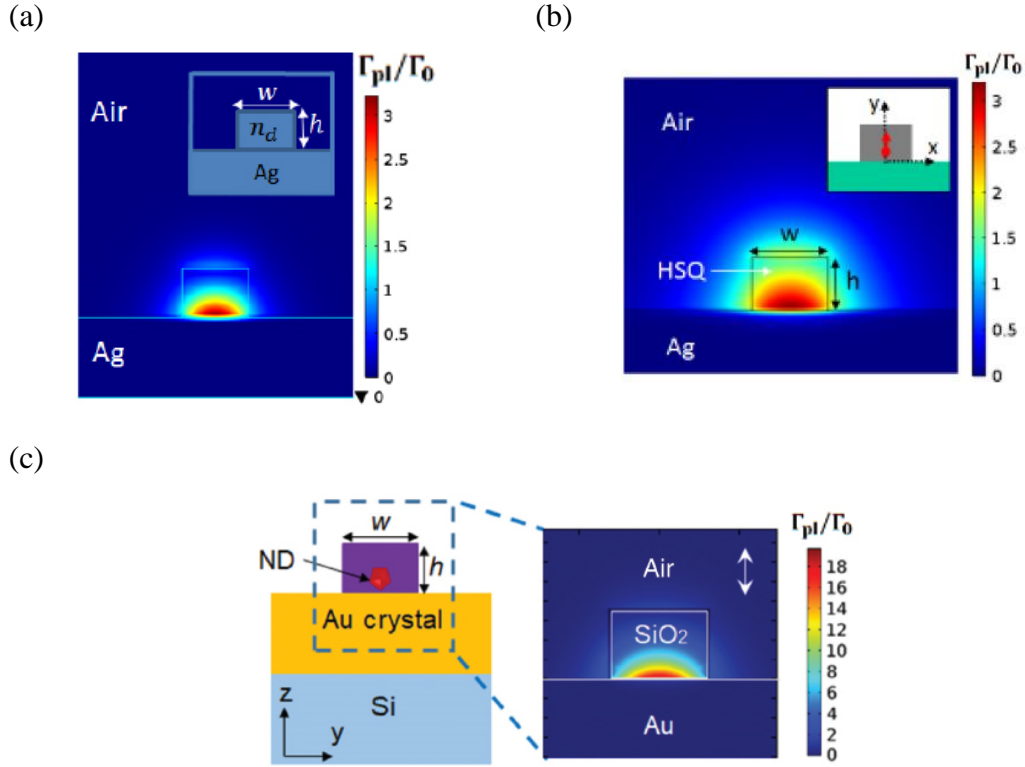 (a)
Γpl/Γ0
Air
w
nd
h
Ag
3
2.5
2
1.5
1
0.5
0
Ag
▼ 0
(b)
Γpl/Γ0
Air
y
x
w
HSQ
h
Ag
3
2.5
2
1.5
1
0.5
0
(c)
w
ND
h
Au crystal
Si
z
y
Γpl/Γ0
Air
SiO2
Au
18
16
14
12
10
8
6
4
2
0